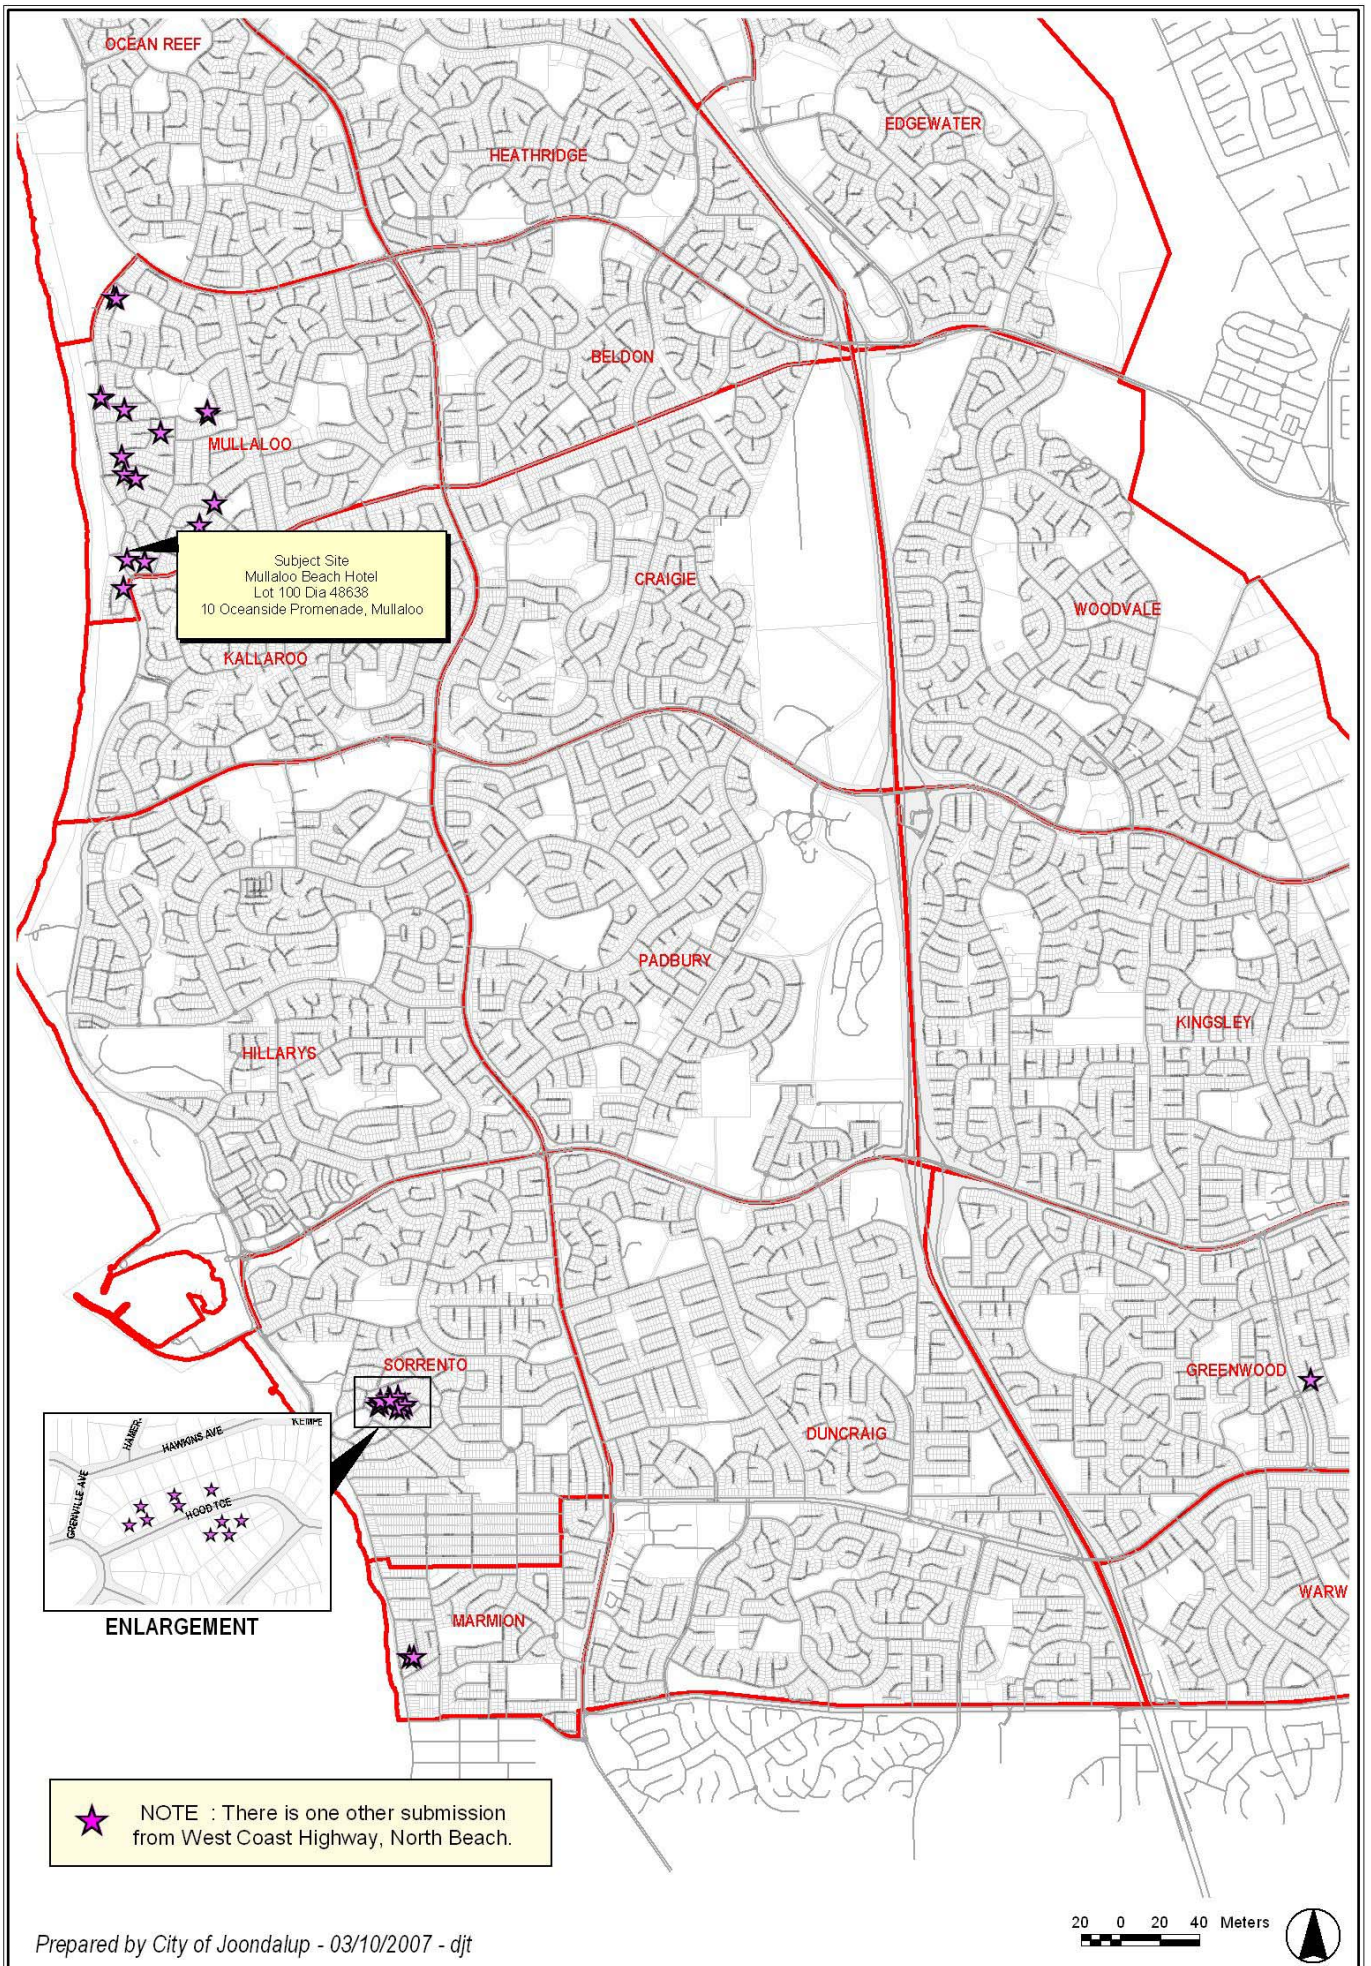 OCEAN REEF
EDGEWATER
HEATHRIDGE
BELDON
MULLALOO
Subject Site
Mullaloo Beach Hotel
Lot 100 Dia 48638
10 Oceanside Promenade, Mullaloo
CRAIGIE
WOODVALE
KALLAROO
PADBURY
KINGSLEY
HILLARYS
SORRENTO
GREENWOOD
DUNCRAIG
HAMER
HAWKINS AVE
KEMPE
GRENVILLE AVE
HOOD TCE
ENLARGEMENT
WARW
MARMION
NOTE : There is one other submission
from West Coast Highway, North Beach.
20 0 20 40 Meters
Prepared by City of Joondalup - 03/10/2007 - djt